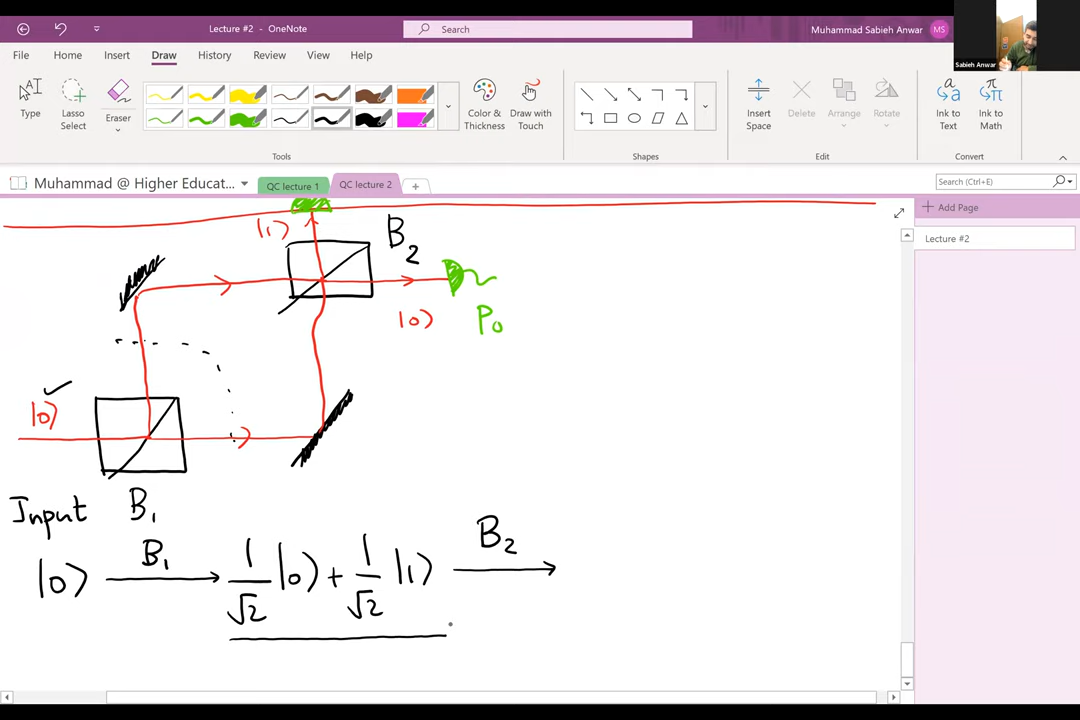 Lecture #2 - OneNote
Search
Muhammad Sabieh Anwar
MS
Sabieh Anwar
File Home Insert Draw History Review View Help
Type
Lasso Select
Eraser
Color & Thickness
Draw with Touch
Insert Space
Delete
Arrange
Rotate
Ink to Text
Ink to Math
Tools
Shapes
Edit
Convert
Muhammad @ Higher Educat...
QC lecture 1
QC lecture 2
Search (Ctrl+E)
Add Page
Lecture #2
|1⟩
B₂
|0⟩
P₀
|0⟩
Input B₁
|0⟩ B₁→ 1/√2 |0⟩ + 1/√2 |1⟩ B₂→